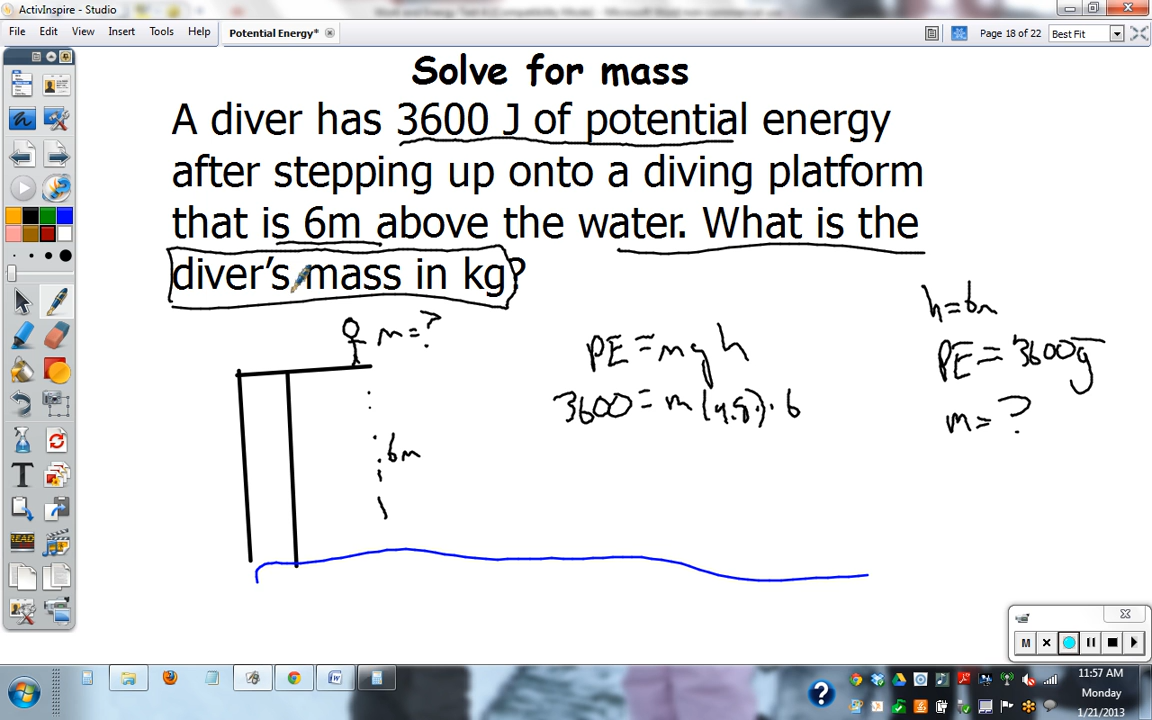 ActivInspire - Studio
File Edit View Insert Tools Help
Potential Energy*
Page 18 of 22
Best Fit
Solve for mass
A diver has 3600 J of potential energy
after stepping up onto a diving platform
that is 6m above the water. What is the
diver's mass in kg?
m=?
6m
PE = mgh
3600 = m(9.8)·6
h=6m
PE = 3600J
m = ?
T
READ
M
11:57 AM
Monday
1/21/2013